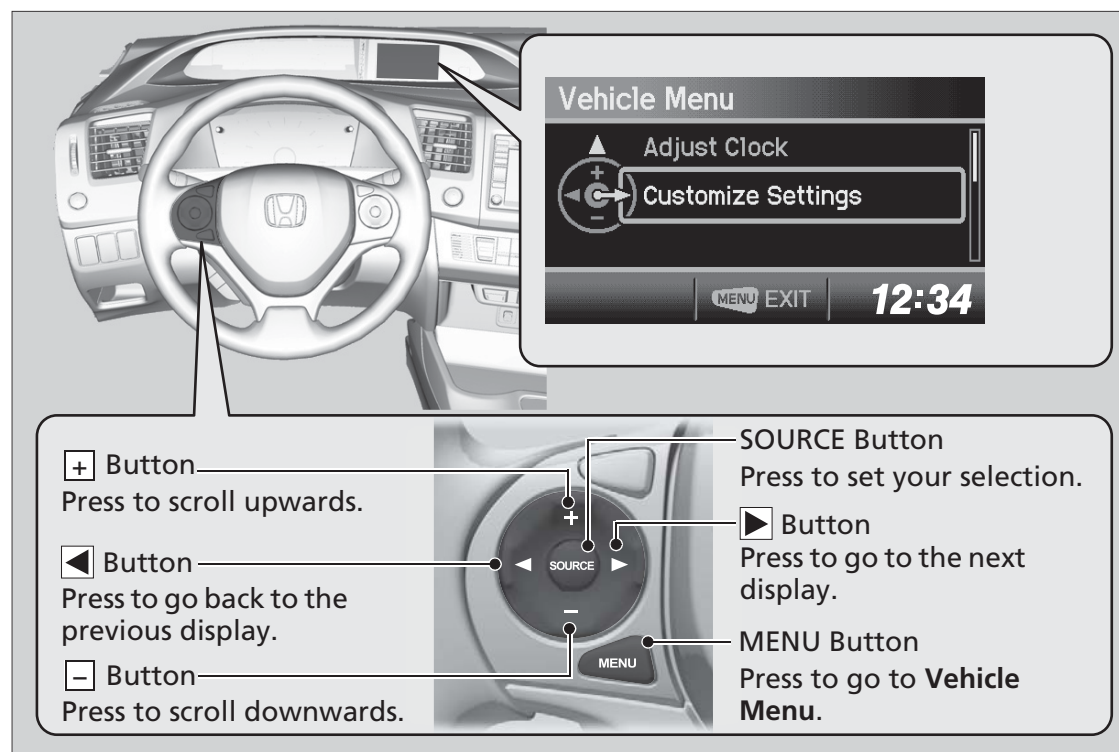 Vehicle Menu
Adjust Clock
+
Customize Settings
−
MENU EXIT
12:34
+ Button
Press to scroll upwards.
◀ Button
Press to go back to the
previous display.
− Button
Press to scroll downwards.
+
◀ SOURCE ▶
−
MENU
SOURCE Button
Press to set your selection.
▶ Button
Press to go to the next
display.
MENU Button
Press to go to Vehicle
Menu.